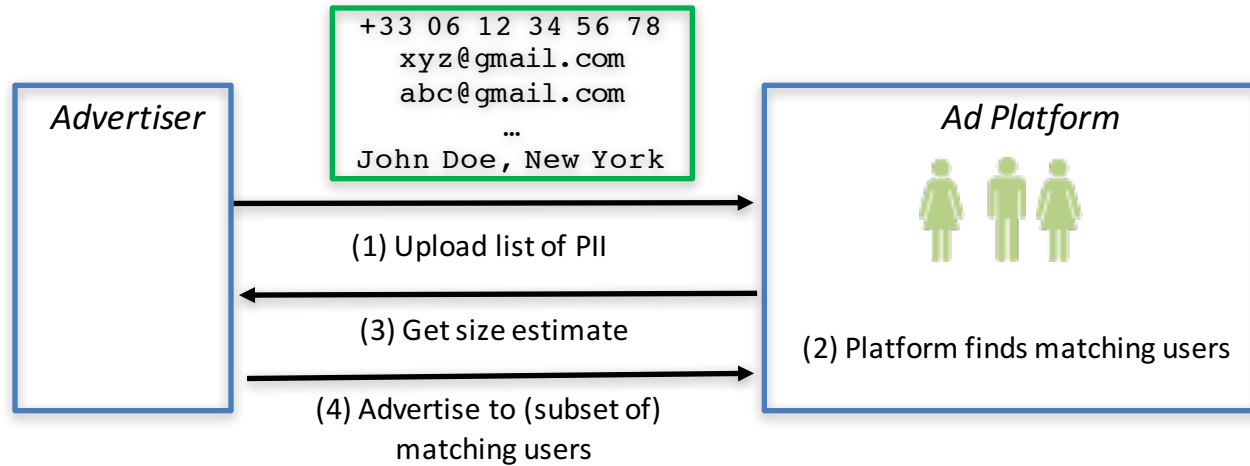 +33 06 12 34 56 78
xyz@gmail.com
abc@gmail.com
…
John Doe, New York
Advertiser
Ad Platform
(1) Upload list of PII
(3) Get size estimate
(2) Platform finds matching users
(4) Advertise to (subset of)
matching users